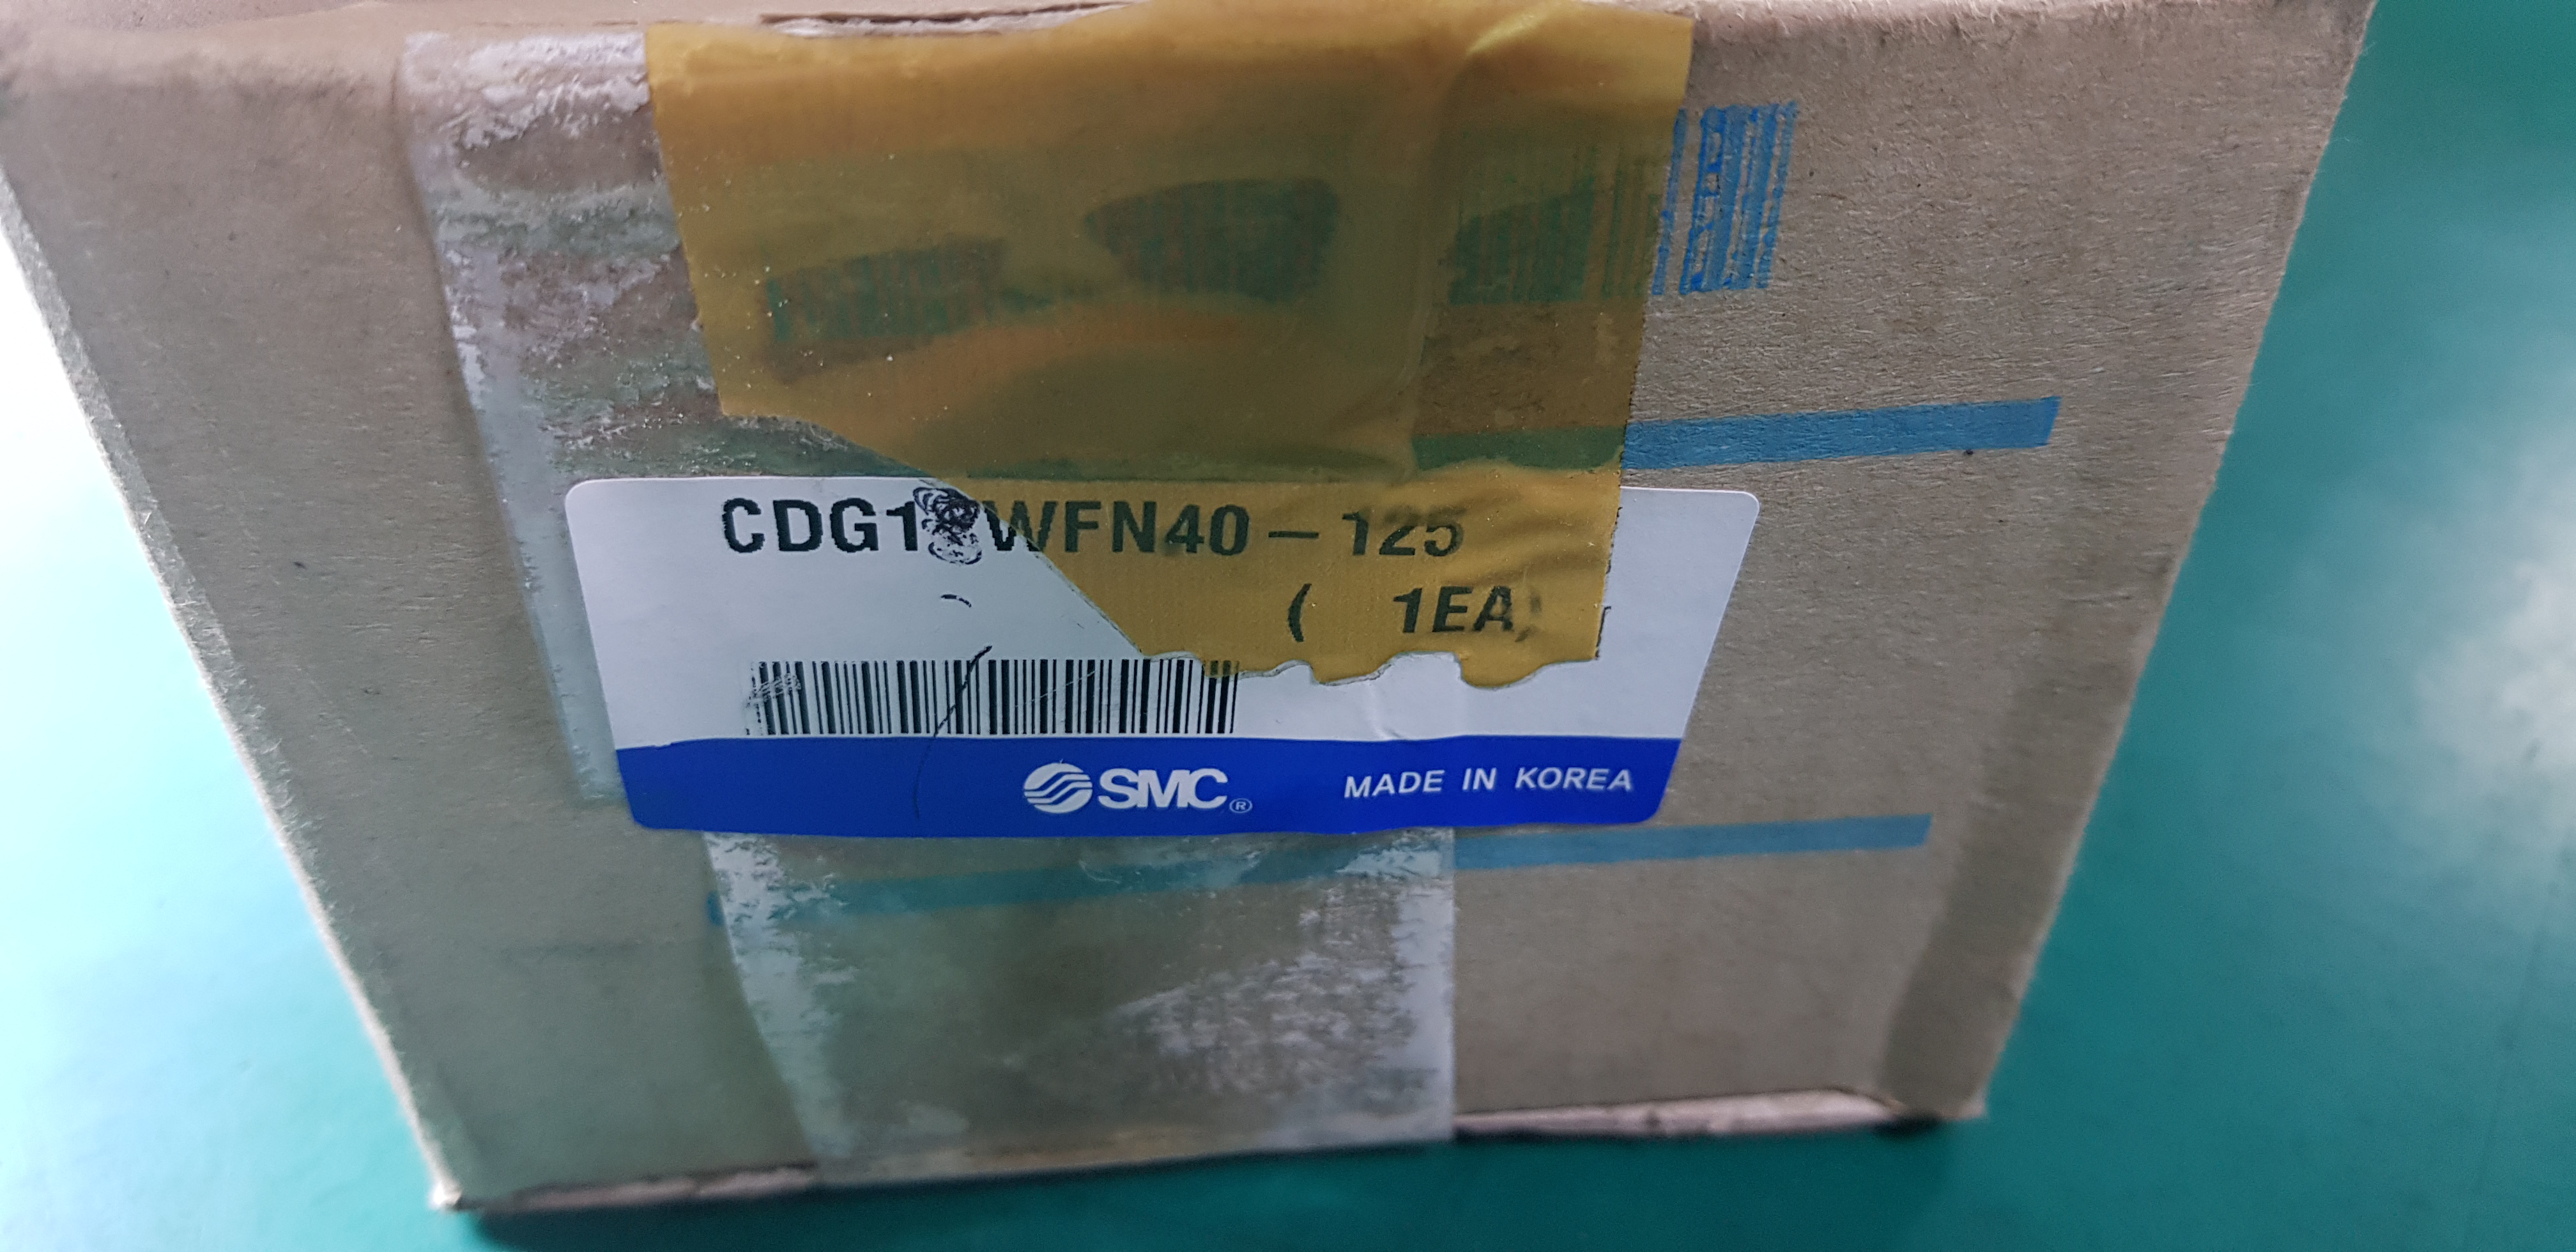 CDG1 WFN40-125
( 1EA)
SMC®
MADE IN KOREA